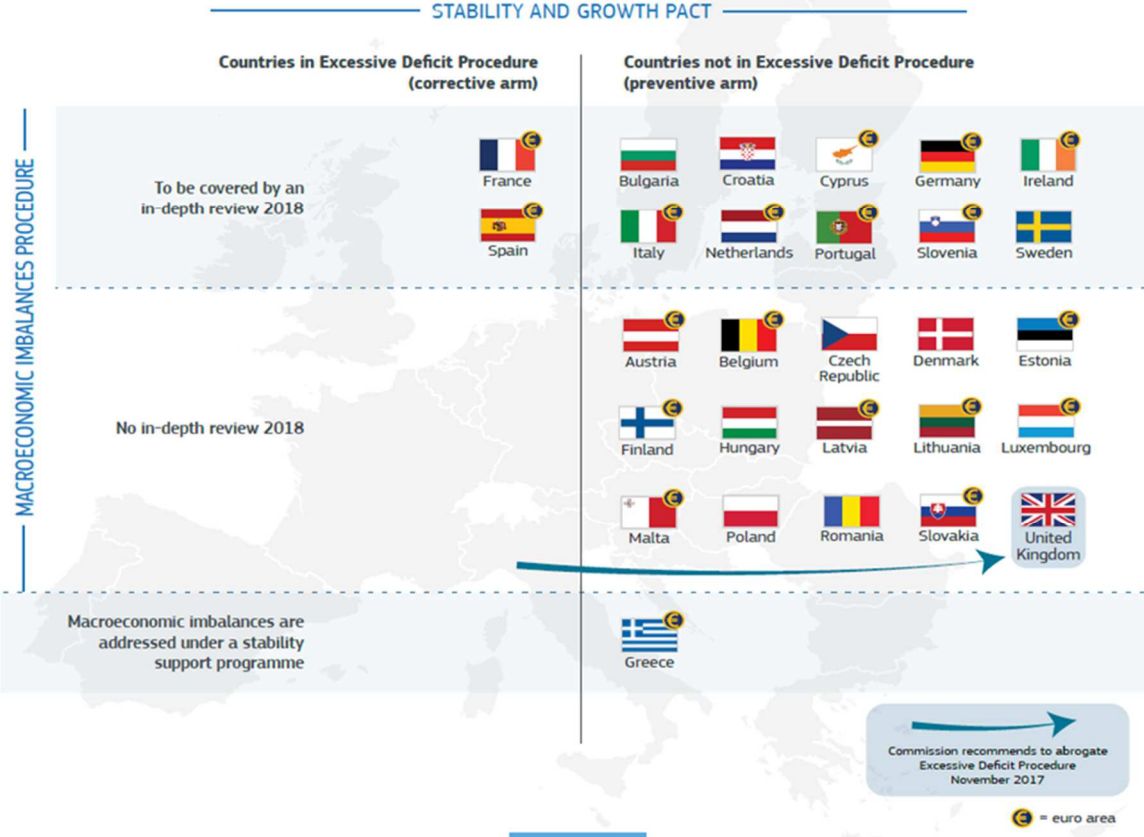 STABILITY AND GROWTH PACT
Countries in Excessive Deficit Procedure
(corrective arm)
Countries not in Excessive Deficit Procedure
(preventive arm)
MACROECONOMIC IMBALANCES PROCEDURE
To be covered by an
in-depth review 2018
France
Bulgaria
Croatia
Cyprus
Germany
Ireland
Spain
Italy
Netherlands
Portugal
Slovenia
Sweden
No in-depth review 2018
Austria
Belgium
Czech
Republic
Denmark
Estonia
Finland
Hungary
Latvia
Lithuania
Luxembourg
Malta
Poland
Romania
Slovakia
United
Kingdom
Macroeconomic imbalances are
addressed under a stability
support programme
Greece
Commission recommends to abrogate
Excessive Deficit Procedure
November 2017
= euro area